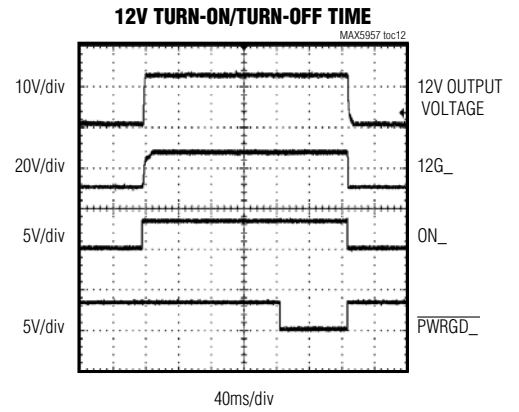 12V TURN-ON/TURN-OFF TIME
MAX5957 toc12
10V/div
12V OUTPUT
VOLTAGE
20V/div
12G_
5V/div
ON_
5V/div
PWRGD_
40ms/div